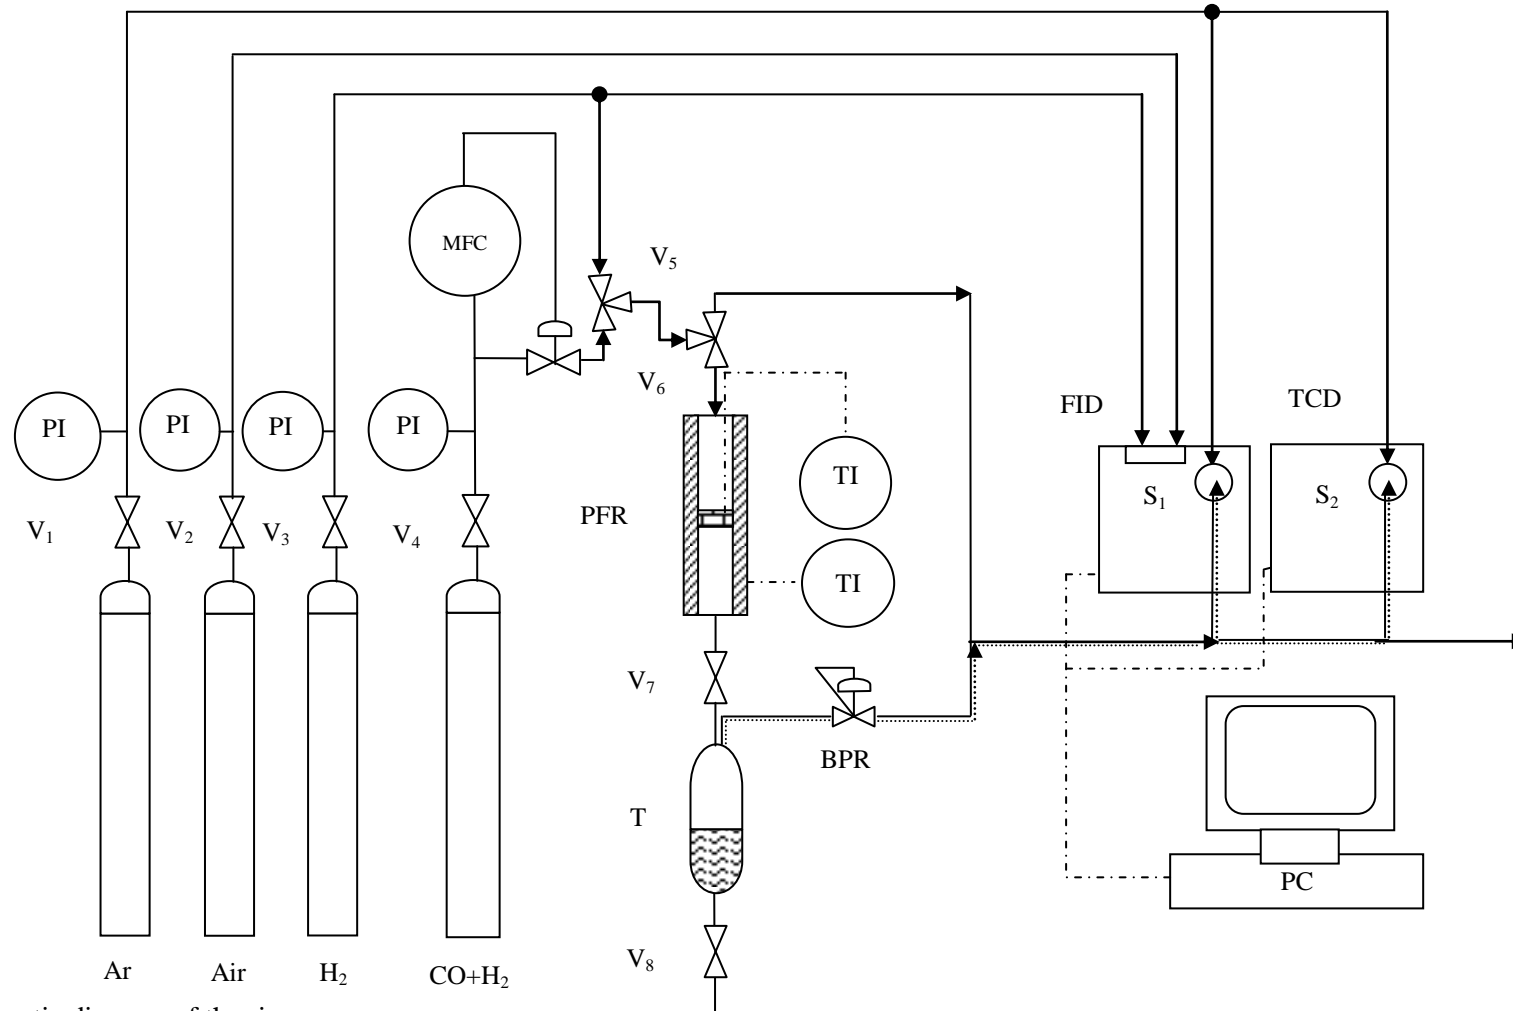 MFC
V5
V6
PI
PI
PI
PI
FID
TCD
TI
S1
S2
PFR
V1
V2
V3
V4
TI
V7
BPR
T
PC
V8
Ar
Air
H2
CO+H2